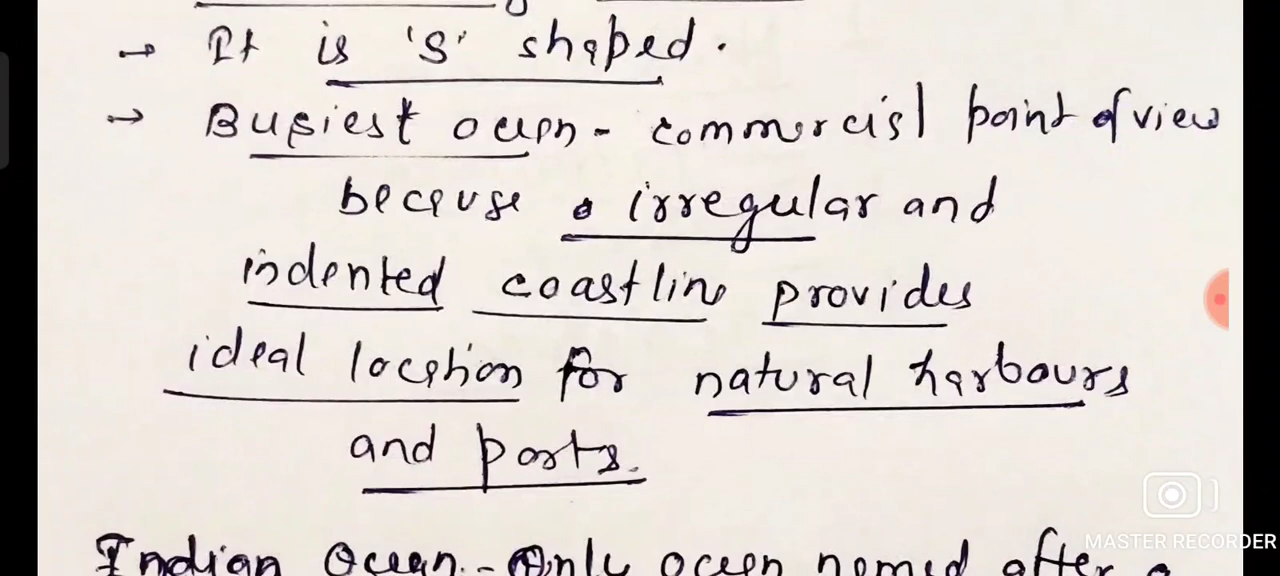 → It is 'S' shaped.
→ Busiest ocean - commercial point of view
because irregular and
indented coastline provides
ideal location for natural harbours
and ports.
Indian Ocean - Only ocean named after a
MASTER RECORDER